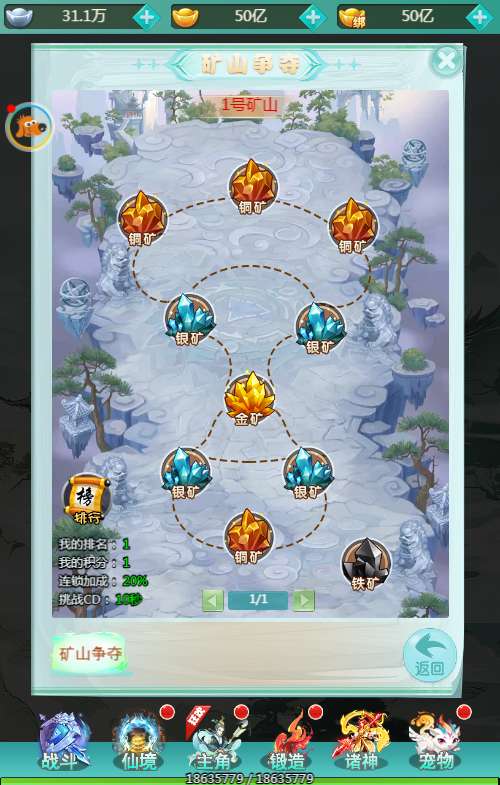 31.1万 50亿 绑 50亿
矿山争夺
1号矿山
铜矿
铜矿 铜矿
银矿 银矿
金矿
银矿 银矿
榜
排行
铜矿
我的排名：1
我的积分：1
连锁加成：20%
挑战CD：10秒
铁矿
1/1
矿山争夺
返回
战斗 仙境 狂欢 主角 锻造 诸神 宠物
18635779 / 18635779